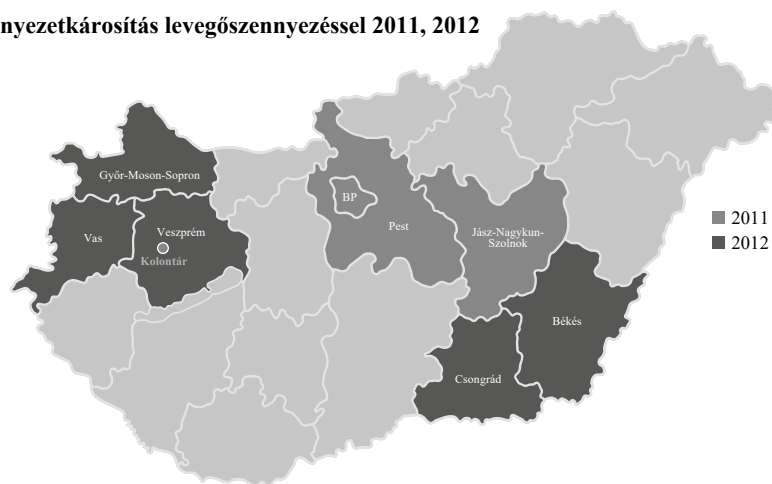 nyezetkárosítás levegőszennyezéssel 2011, 2012
Győr-Moson-Sopron
Vas
Veszprém
Kolontár
BP
Pest
Jász-Nagykun-
Szolnok
2011
2012
Békés
Csongrád